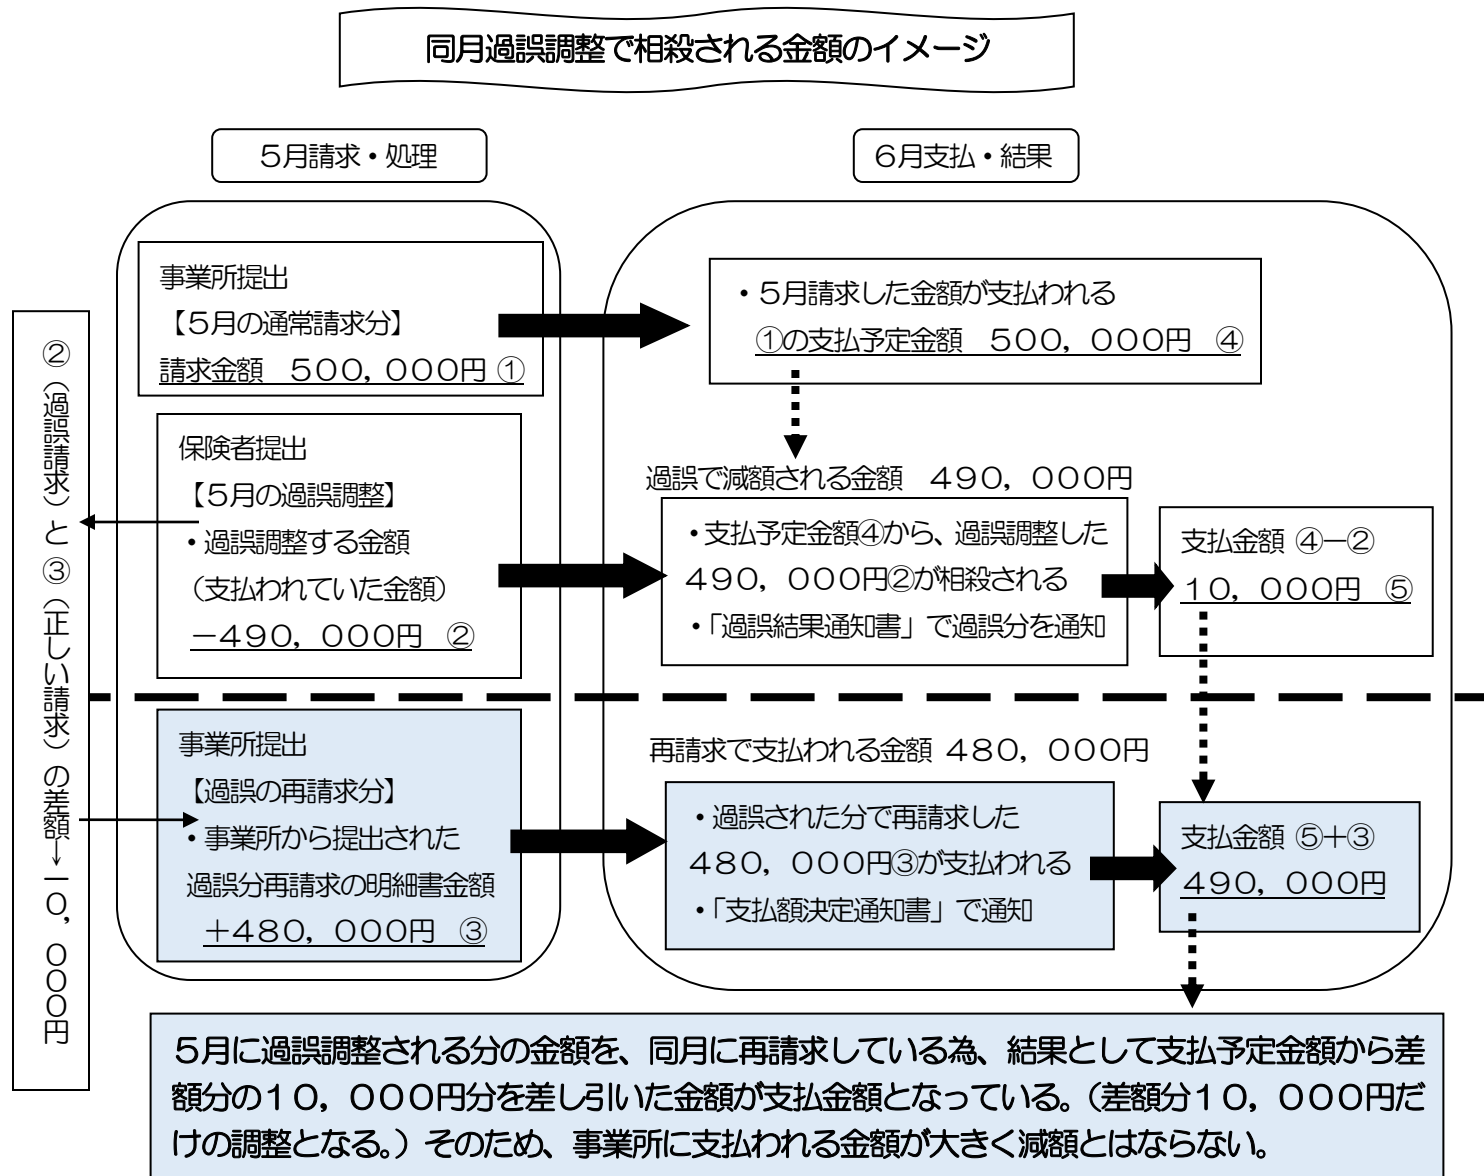 同月過誤調整で相殺される金額のイメージ
５月請求・処理
６月支払・結果
事業所提出
【５月の通常請求分】
請求金額　５００，０００円 ①
・５月請求した金額が支払われる
①の支払予定金額　５００，０００円　④
②（過誤請求）と③（正しい請求）の差額→１０，０００円
保険者提出
【５月の過誤調整】
・過誤調整する金額
（支払われていた金額）
－４９０，０００円　②
過誤で減額される金額　４９０，０００円
・支払予定金額④から、過誤調整した
４９０，０００円②が相殺される
・「過誤結果通知書」で過誤分を通知
支払金額 ④－②
１０，０００円　⑤
事業所提出
【過誤の再請求分】
・事業所から提出された
過誤分再請求の明細書金額
＋４８０，０００円　③
再請求で支払われる金額 ４８０，０００円
・過誤された分で再請求した
４８０，０００円③が支払われる
・「支払額決定通知書」で通知
支払金額 ⑤＋③
４９０，０００円
５月に過誤調整される分の金額を、同月に再請求している為、結果として支払予定金額から差
額分の１０，０００円分を差し引いた金額が支払金額となっている。（差額分１０，０００円だ
けの調整となる。）そのため、事業所に支払われる金額が大きく減額とはならない。